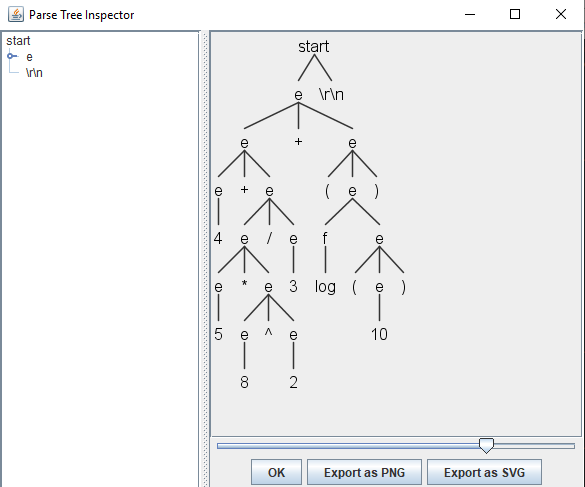 Parse Tree Inspector
start
e
\r\n
start
e \r\n
e + e
e + e ( e )
4 e / e f e
e * e 3 log ( e )
5 e ^ e 10
8 2
OK Export as PNG Export as SVG